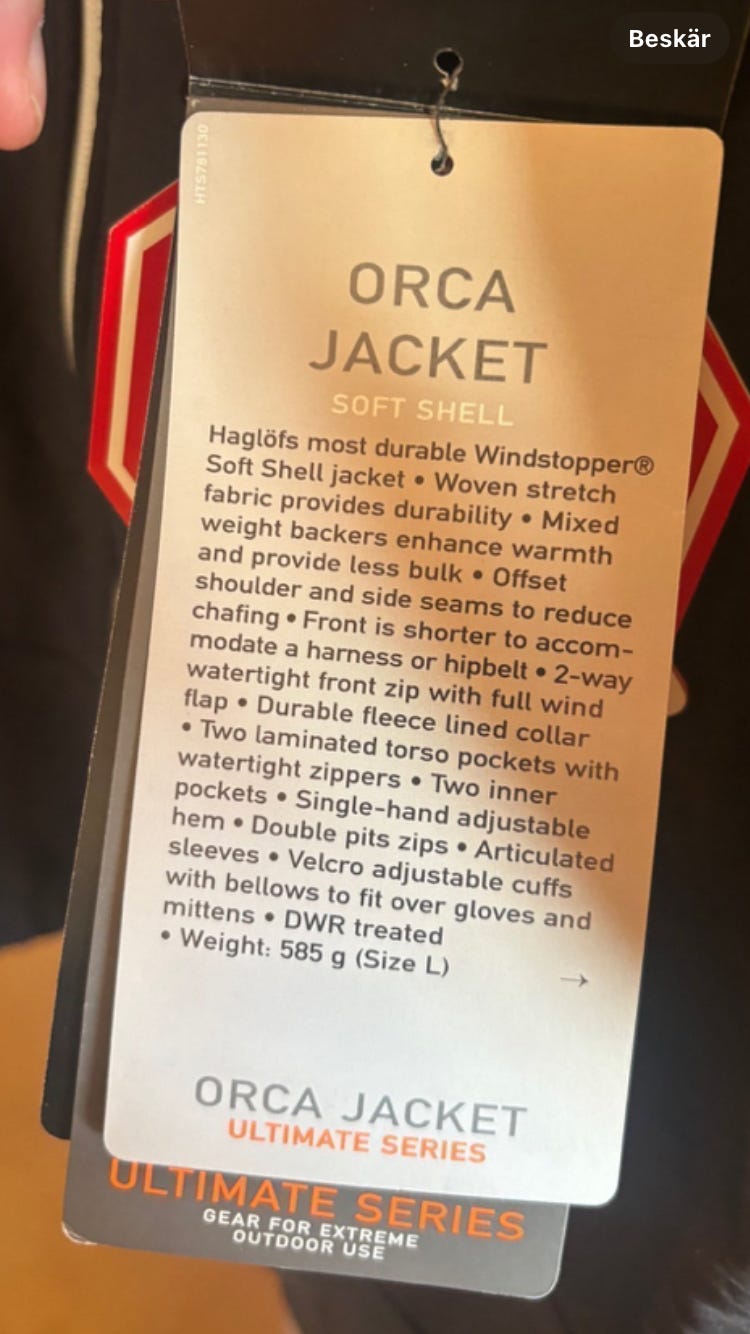 Beskär
HTS781130
ORCA
JACKET
SOFT SHELL
Haglöfs most durable Windstopper®
Soft Shell jacket • Woven stretch
fabric provides durability • Mixed
weight backers enhance warmth
and provide less bulk • Offset
shoulder and side seams to reduce
chafing • Front is shorter to accom-
modate a harness or hipbelt • 2-way
watertight front zip with full wind
flap • Durable fleece lined collar
• Two laminated torso pockets with
watertight zippers • Two inner
pockets • Single-hand adjustable
hem • Double pits zips • Articulated
sleeves • Velcro adjustable cuffs
with bellows to fit over gloves and
mittens • DWR treated
• Weight: 585 g (Size L)
→
ORCA JACKET
ULTIMATE SERIES
ULTIMATE SERIES
GEAR FOR EXTREME
OUTDOOR USE